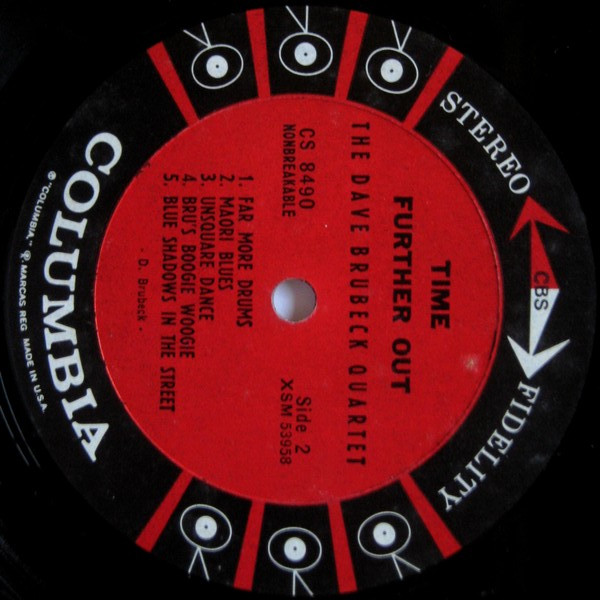 STEREO CBS FIDELITY
TIME
FURTHER OUT
THE DAVE BRUBECK QUARTET
CS 8490
NONBREAKABLE
Side 2
XSM 53958
1. FAR MORE DRUMS
2. MAORI BLUES
3. UNSQUARE DANCE
4. BRU'S BOOGIE WOOGIE
5. BLUE SHADOWS IN THE STREET
- D. Brubeck -
COLUMBIA
® "COLUMBIA" ℗ MARCAS REG. MADE IN U.S.A.